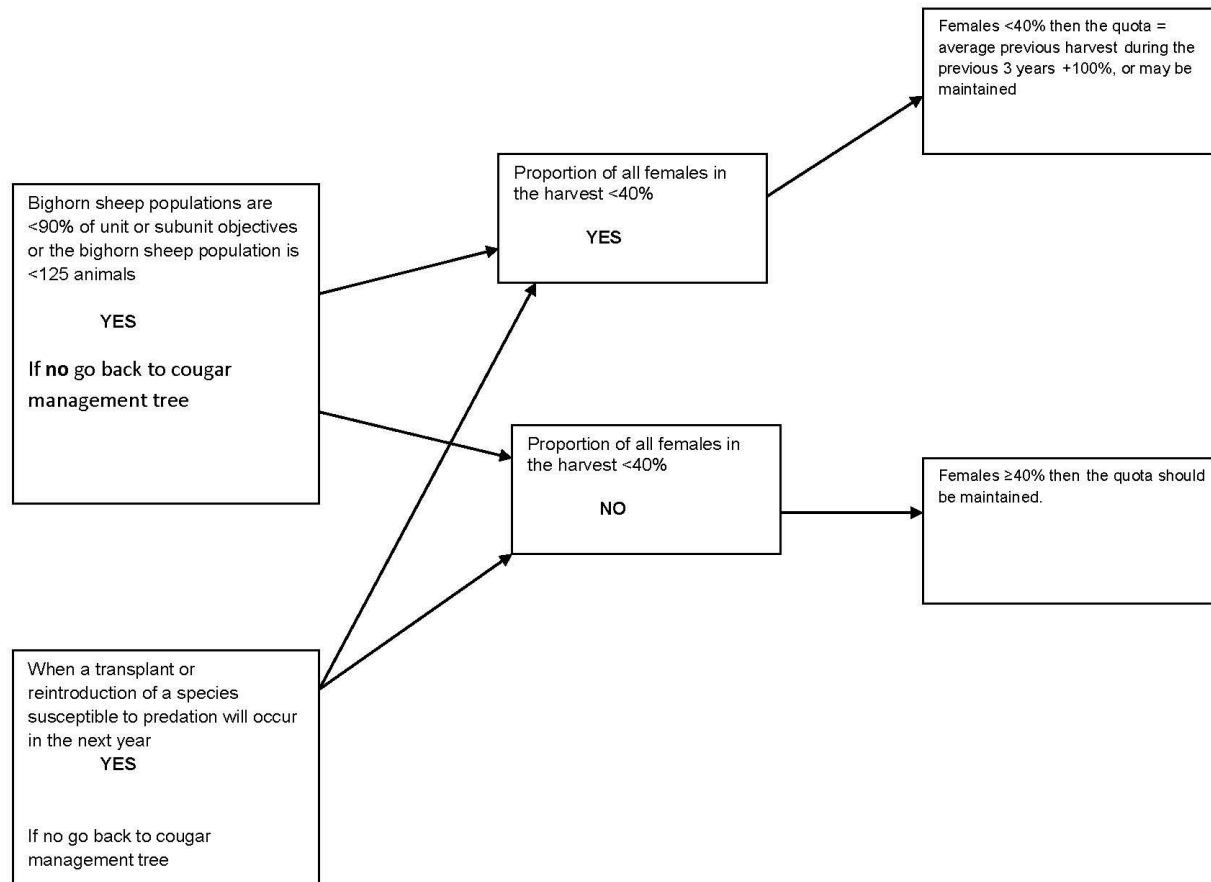 Bighorn sheep populations are
<90% of unit or subunit objectives
or the bighorn sheep population is
<125 animals
YES
If no go back to cougar
management tree
When a transplant or
reintroduction of a species
susceptible to predation will occur
in the next year
YES
If no go back to cougar
management tree
Proportion of all females in
the harvest <40%
YES
Proportion of all females in
the harvest <40%
NO
Females <40% then the quota =
average previous harvest during the
previous 3 years +100%, or may be
maintained
Females ≥40% then the quota should
be maintained.